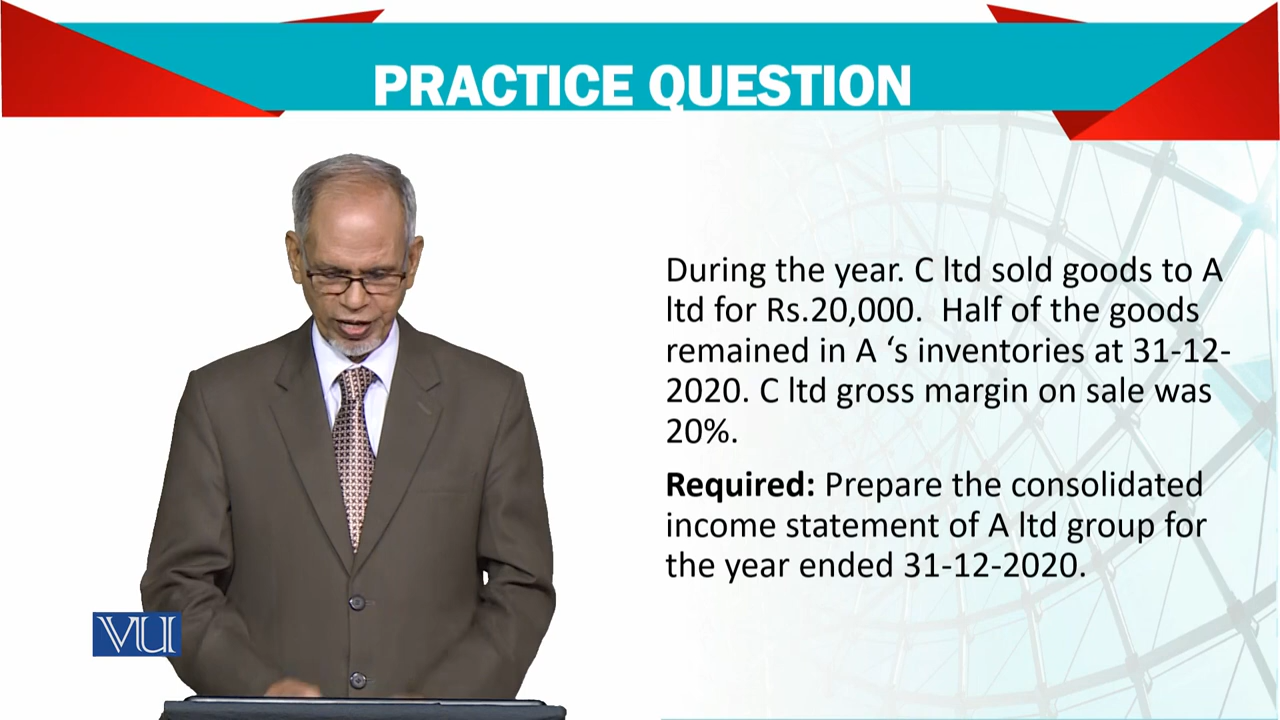 PRACTICE QUESTION
During the year. C ltd sold goods to A
ltd for Rs.20,000.  Half of the goods
remained in A ‘s inventories at 31-12-
2020. C ltd gross margin on sale was
20%.
Required: Prepare the consolidated
income statement of A ltd group for
the year ended 31-12-2020.
VU